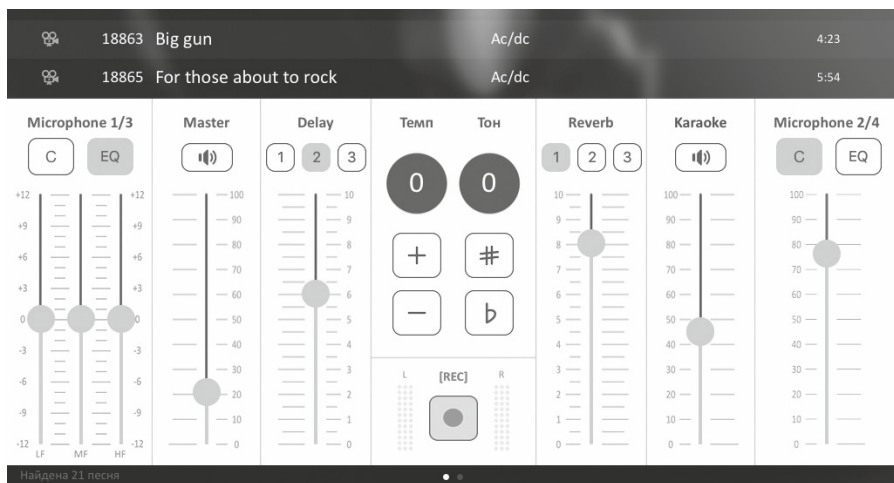 18863 Big gun Ac/dc 4:23
18865 For those about to rock Ac/dc 5:54
Microphone 1/3 Master Delay Темп Тон Reverb Karaoke Microphone 2/4
C EQ 1 2 3 0 0 1 2 3 C EQ
+12 +12 100 10 10 100 100
90 9 9 90 90
+9 +9
80 8 8 80 80
+6 +6
70 7 7 70 70
+3 +3
60 6 6 60 60
0 0 50 5 5 50 50
-3 -3 40 4 4 40 40
30 3 3 30 30
-6 -6 L [REC] R
20 2 2 20 20
-9 -9 10 1 1 10 10
-12 -12 0 0 0 0 0
LF MF HF
Найдена 21 песня